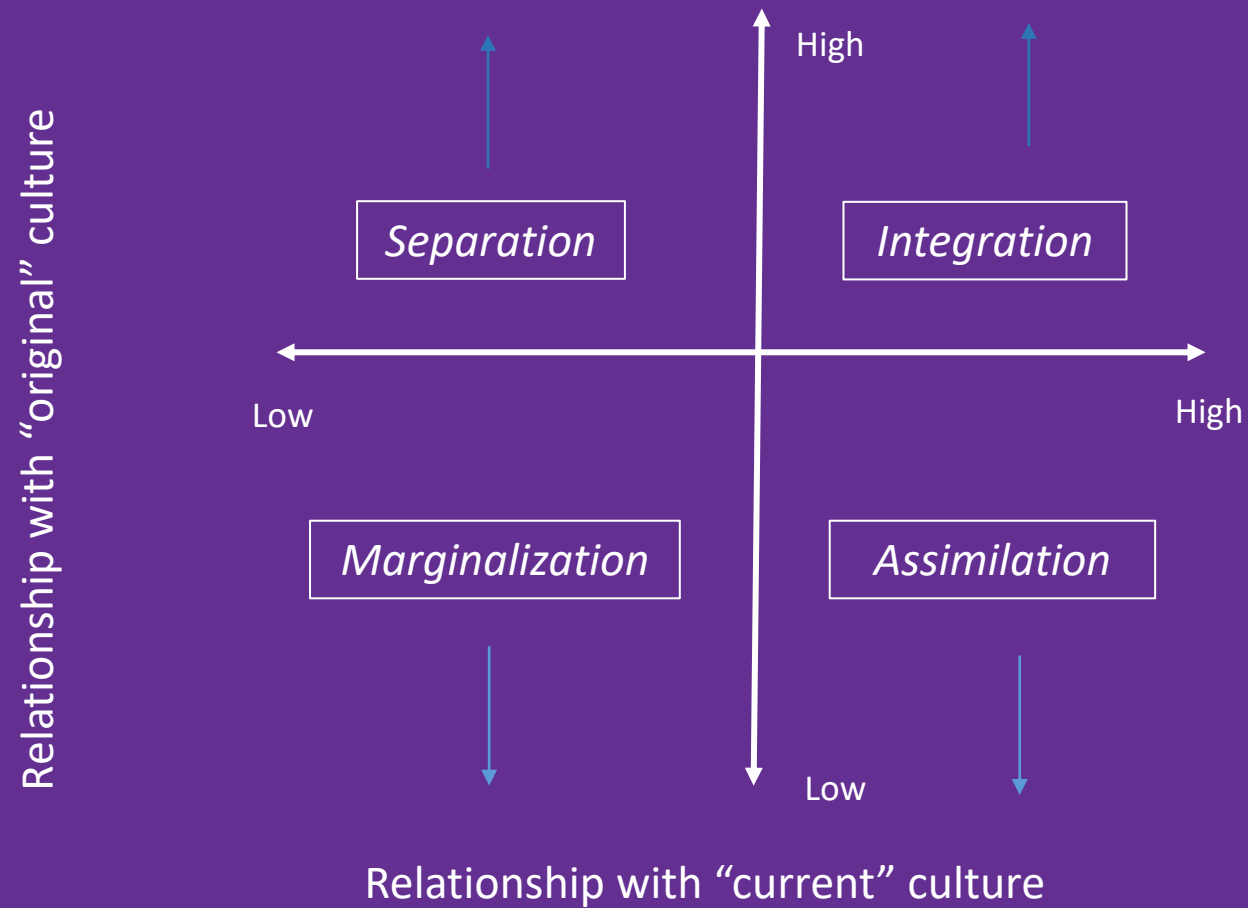 High
Relationship with “original” culture
Separation
Integration
Low
High
Marginalization
Assimilation
Low
Relationship with “current” culture